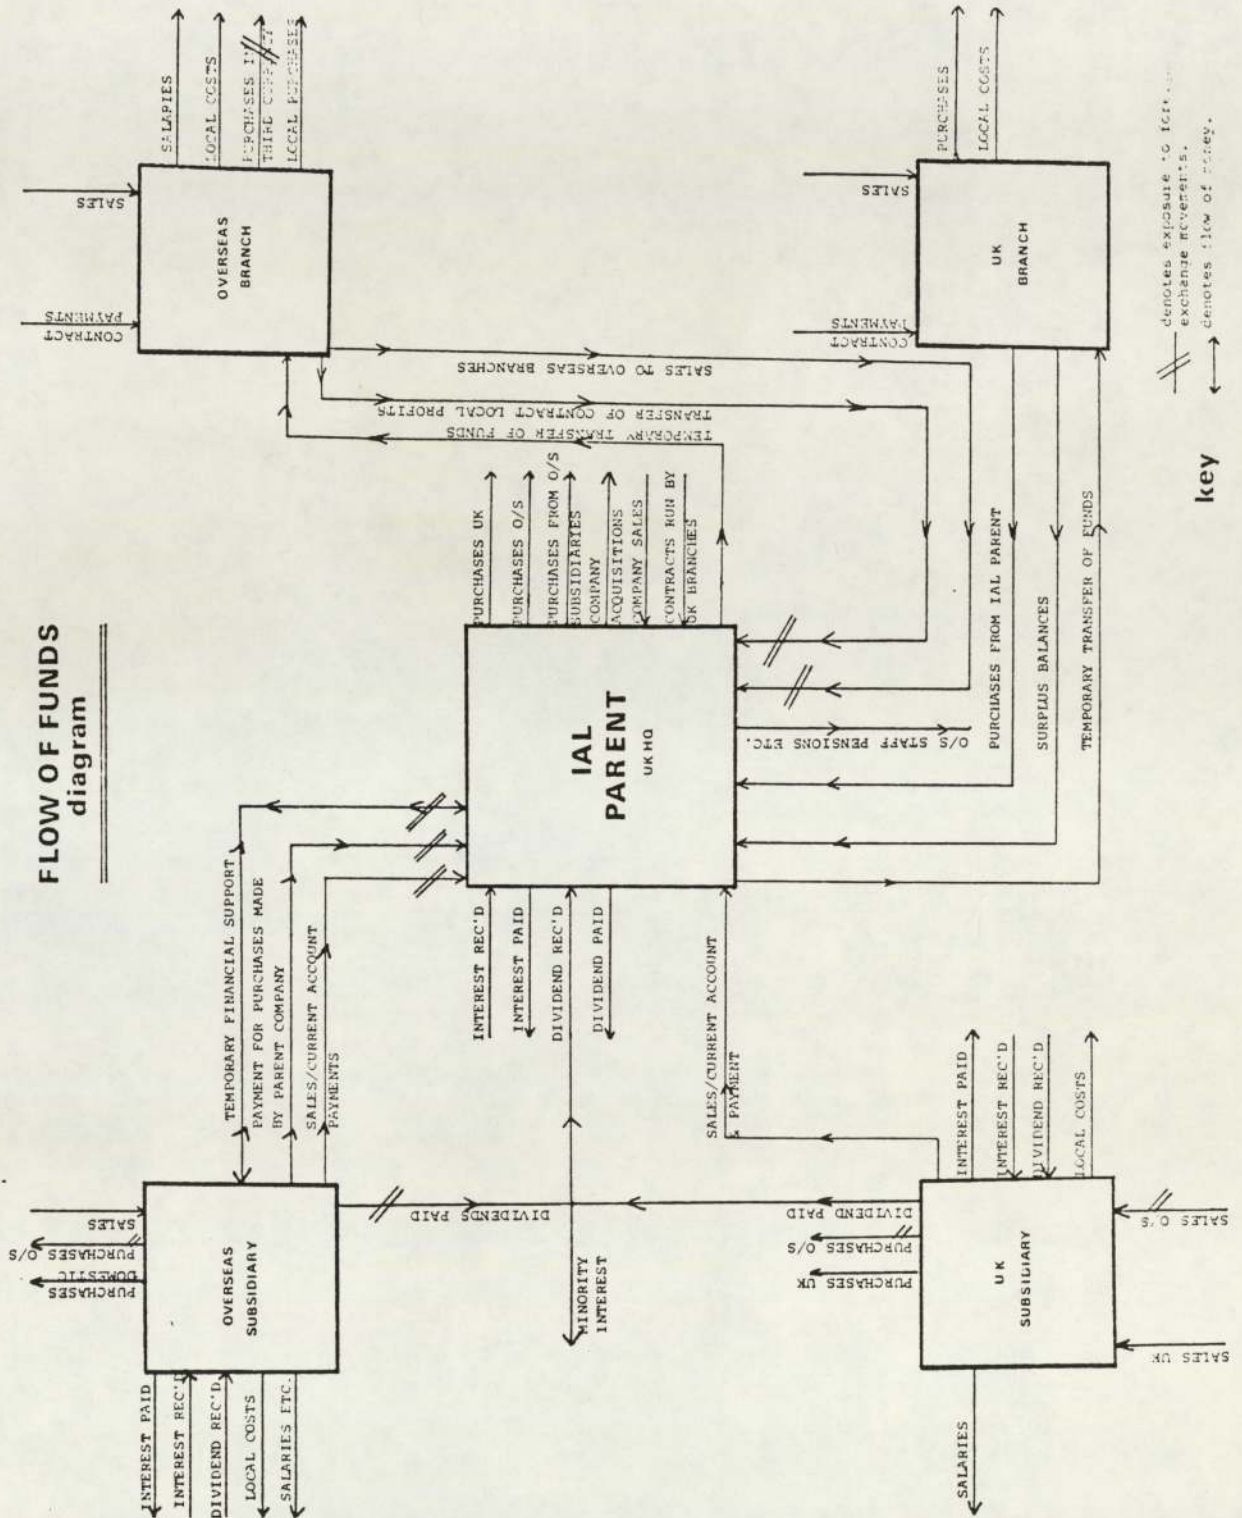 FLOW OF FUNDS
diagram
INTEREST PAID
INTEREST REC'D
DIVIDEND REC'D
LOCAL COSTS
SALARIES ETC.
PURCHASES
DOMESTIC
PURCHASES O/S
SALES
OVERSEAS
SUBSIDIARY
TEMPORARY FINANCIAL SUPPORT
PAYMENT FOR PURCHASES MADE
BY PARENT COMPANY
SALES/CURRENT ACCOUNT
PAYMENTS
DIVIDENDS PAID
MINORITY
INTEREST
INTEREST REC'D
INTEREST PAID
DIVIDEND REC'D
DIVIDEND PAID
IAL
PARENT
UK HQ
PURCHASES UK
PURCHASES O/S
PURCHASES FROM O/S
SUBSIDIARIES
COMPANY
ACQUISITIONS
COMPANY SALES
CONTRACTS RUN BY
UK BRANCHES
TEMPORARY TRANSFER OF FUNDS
TRANSFER OF CONTRACT LOCAL PROFITS
SALES TO OVERSEAS BRANCHES
CONTRACT
PAYMENTS
SALES
OVERSEAS
BRANCH
SALARIES
LOCAL COSTS
PURCHASES IN
THIRD
LOCAL PURCHASES
DIVIDEND PAID
PURCHASES O/S
PURCHASES UK
SALES/CURRENT ACCOUNT
& PAYMENT
UK
SUBSILIARY
SALARIES
INTEREST PAID
INTEREST REC'D
DIVIDEND REC'D
LOCAL COSTS
SALES UK
SALES O/S
O/S STAFF PENSIONS ETC.
PURCHASES FROM IAL PARENT
SURPLUS BALANCES
TEMPORARY TRANSFER OF FUNDS
CONTRACT
PAYMENTS
SALES
UK
BRANCH
PURCHASES
LOCAL COSTS
key
denotes exposure to
exchange movements.
denotes flow of money.